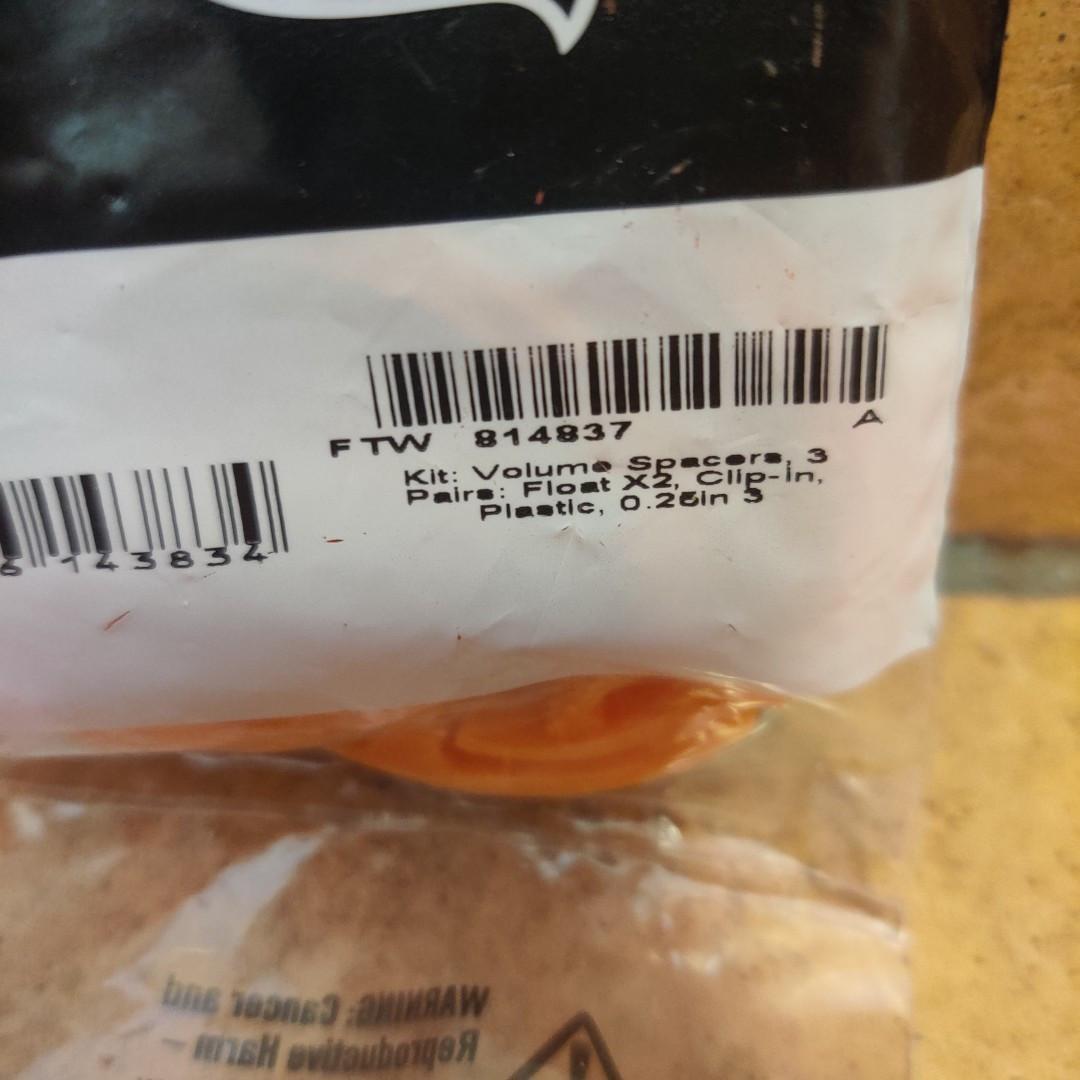 FTW 814837 A
Kit: Volume Spacers, 3
Pairs: Float X2, Clip-In,
Plastic, 0.25in 3
6 143834
WARNING: Cancer and
Reproductive Harm –